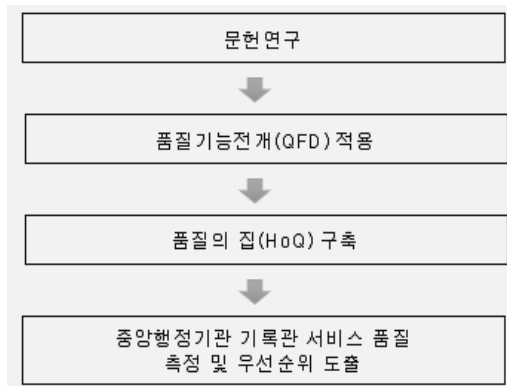 문헌연구
품질기능전개(QFD) 적용
품질의 집(HoQ) 구축
중앙행정기관 기록관 서비스 품질
측정 및 우선순위 도출